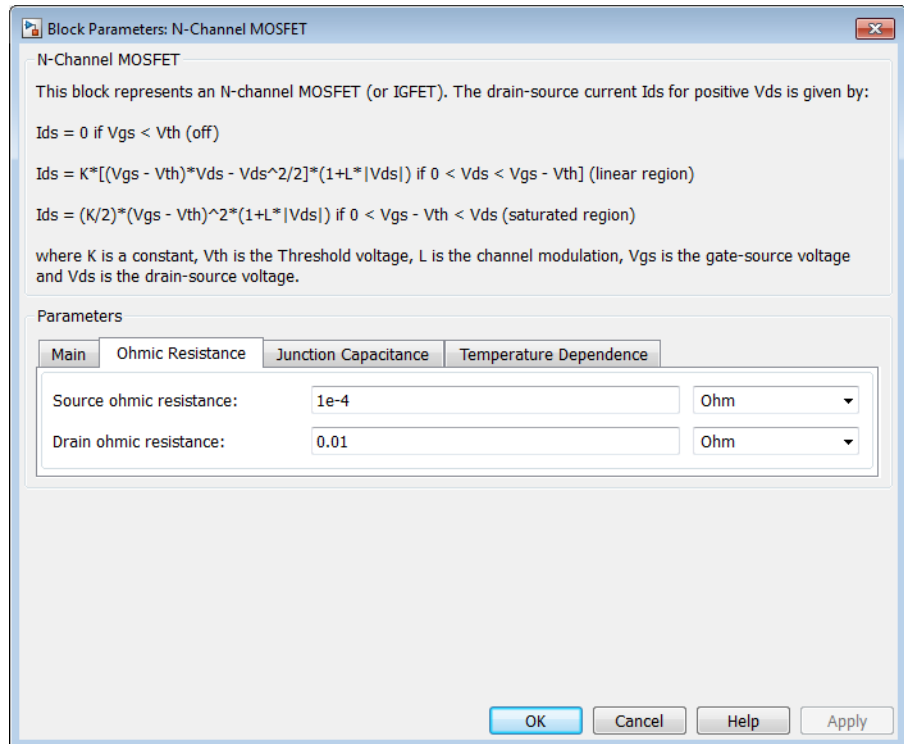 Block Parameters: N-Channel MOSFET
N-Channel MOSFET
This block represents an N-channel MOSFET (or IGFET). The drain-source current Ids for positive Vds is given by:
Ids = 0 if Vgs < Vth (off)
Ids = K*[(Vgs - Vth)*Vds - Vds^2/2]*(1+L*|Vds|) if 0 < Vds < Vgs - Vth] (linear region)
Ids = (K/2)*(Vgs - Vth)^2*(1+L*|Vds|) if 0 < Vgs - Vth < Vds (saturated region)
where K is a constant, Vth is the Threshold voltage, L is the channel modulation, Vgs is the gate-source voltage
and Vds is the drain-source voltage.
Parameters
Main Ohmic Resistance Junction Capacitance Temperature Dependence
Source ohmic resistance: 1e-4 Ohm
Drain ohmic resistance: 0.01 Ohm
OK Cancel Help Apply